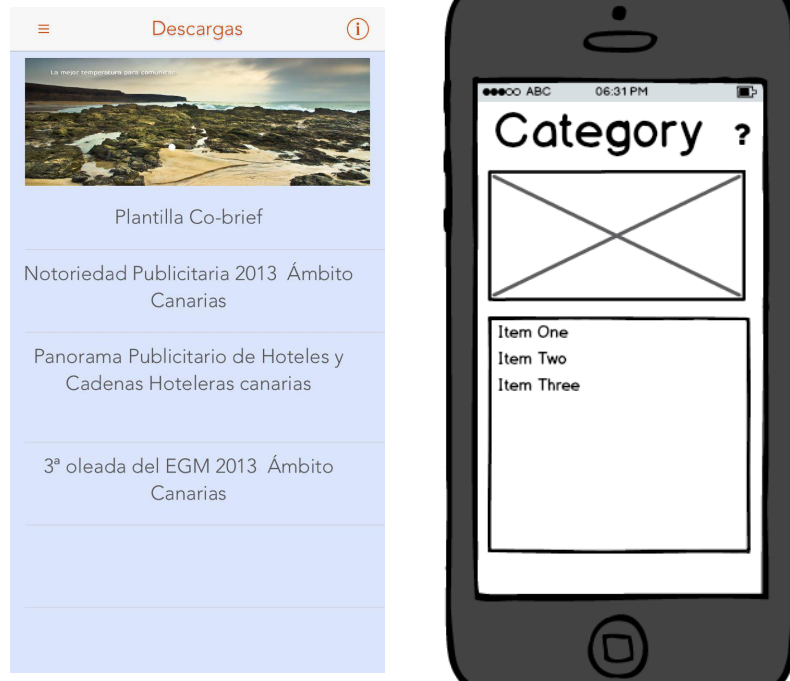 Descargas
La mejor temperatura para comunicar
Plantilla Co-brief
Notoriedad Publicitaria 2013 Ámbito
Canarias
Panorama Publicitario de Hoteles y
Cadenas Hoteleras canarias
3ª oleada del EGM 2013 Ámbito
Canarias
ABC 06:31 PM
Category ?
Item One
Item Two
Item Three